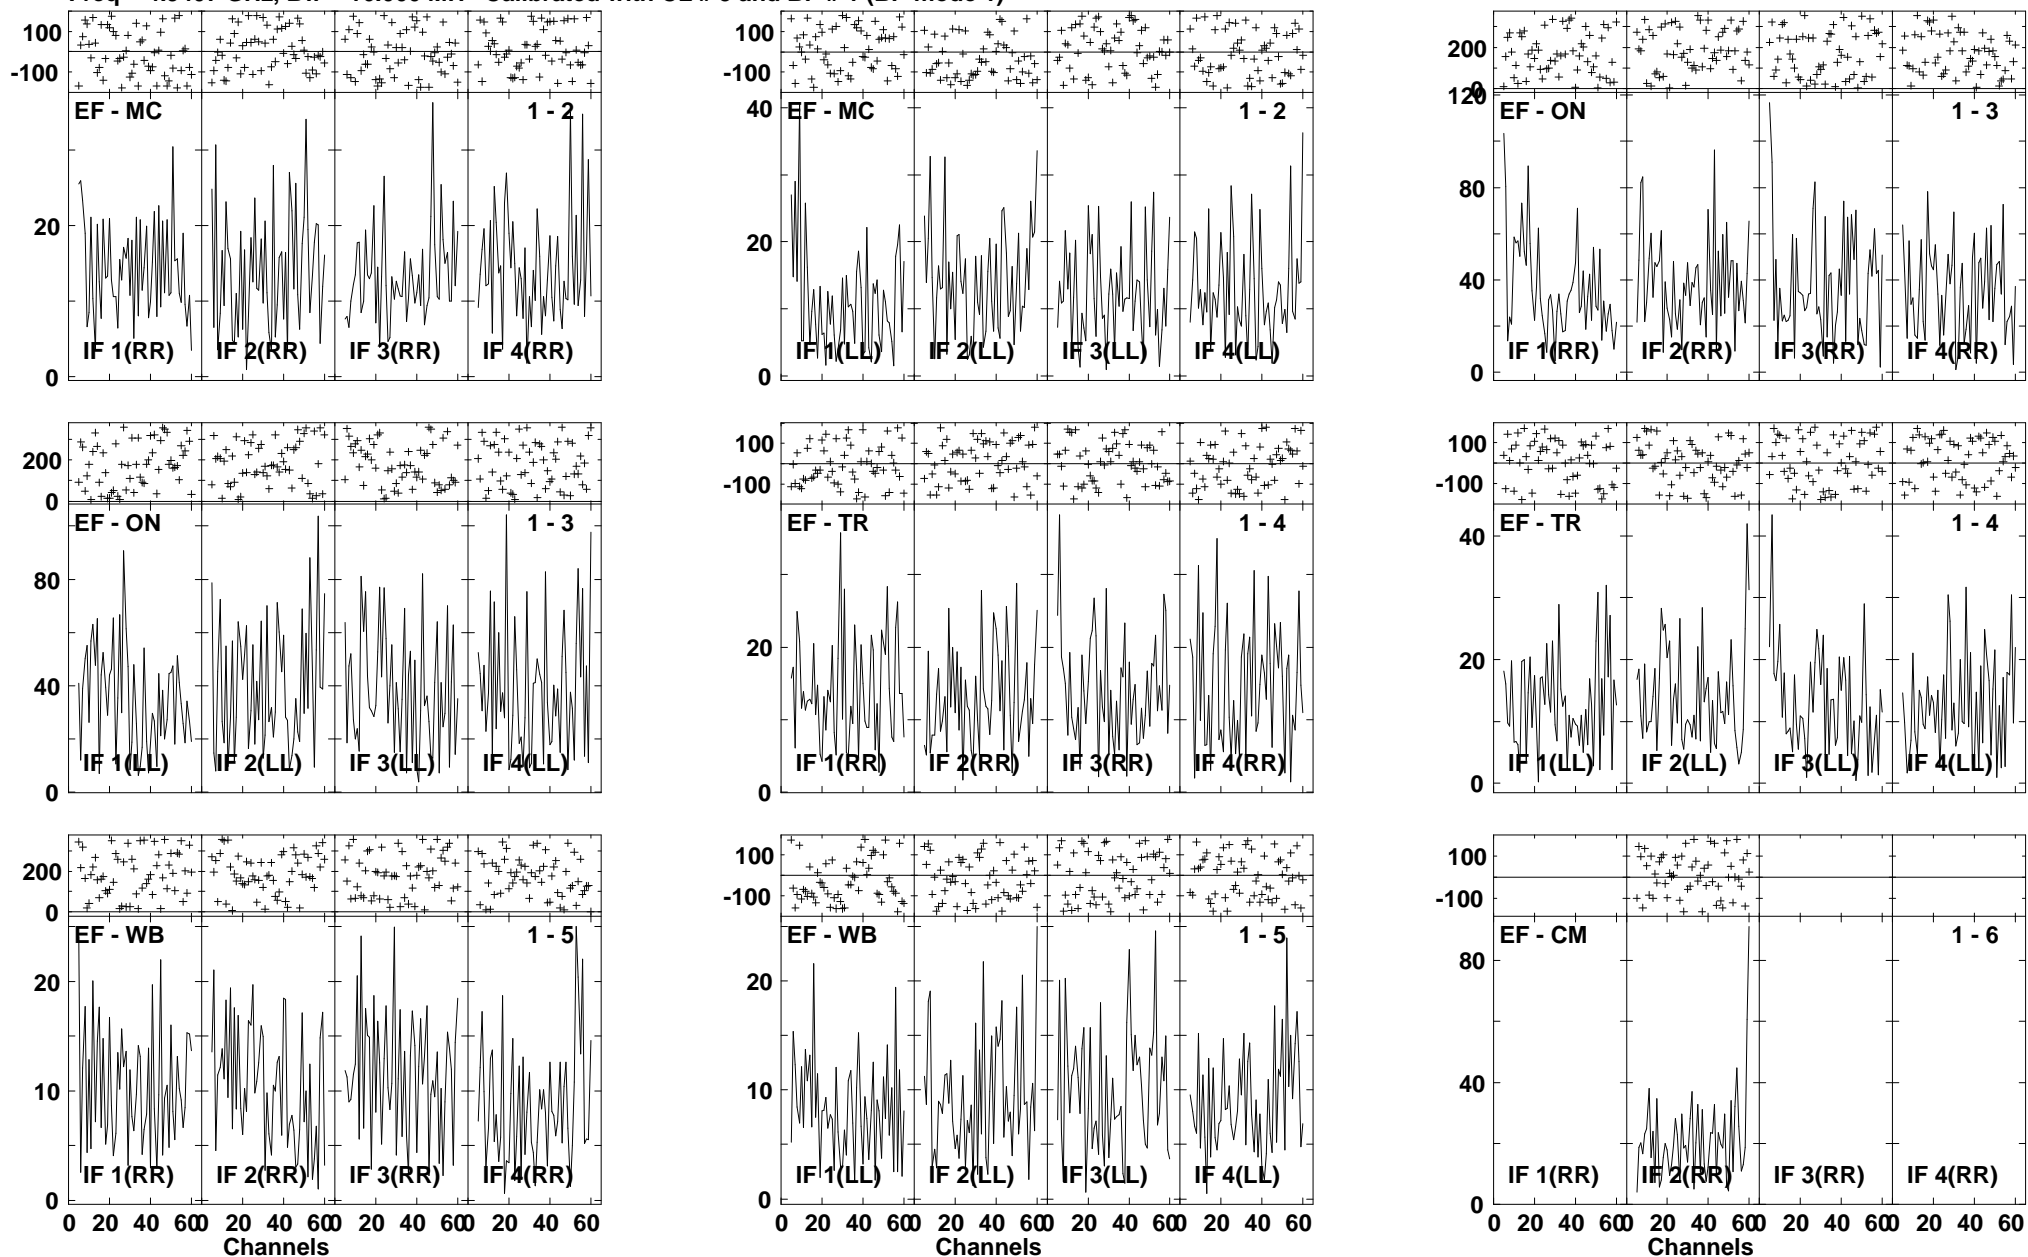 100 100 200
-100 -100 0
EF - MC 1 - 2 40 EF - MC 1 - 2 120 EF - ON 1 - 3
80
20 20 40
IF 1(RR) IF 2(RR) IF 3(RR) IF 4(RR) IF 1(LL) IF 2(LL) IF 3(LL) IF 4(LL) IF 1(RR) IF 2(RR) IF 3(RR) IF 4(RR)
0 0 0
200 100 100
0 -100 -100
EF - ON 1 - 3 EF - TR 1 - 4 EF - TR 1 - 4
80 40
40 20 20
IF 1(LL) IF 2(LL) IF 3(LL) IF 4(LL) IF 1(RR) IF 2(RR) IF 3(RR) IF 4(RR) IF 1(LL) IF 2(LL) IF 3(LL) IF 4(LL)
0 0 0
200 100 100
0 -100 -100
EF - WB 1 - 5 EF - WB 1 - 5 EF - CM 1 - 6
20 20 80
10 10 40
IF 1(RR) IF 2(RR) IF 3(RR) IF 4(RR) IF 1(LL) IF 2(LL) IF 3(LL) IF 4(LL) IF 1(RR) IF 2(RR) IF 3(RR) IF 4(RR)
0 0 0
0 20 40 60 0 20 40 60 0 20 40 60 0 20 40 60 0 20 40 60 0 20 40 60 0 20 40 60 0 20 40 60 0 20 40 60 0 20 40 60 0 20 40 60 0 20 40 60
Channels Channels Channels